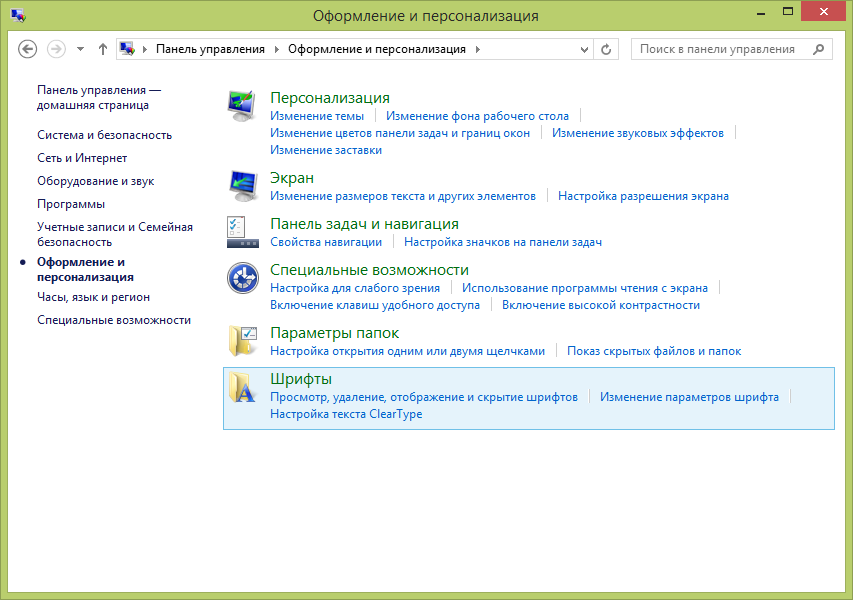 Оформление и персонализация
Панель управления Оформление и персонализация Поиск в панели управления
Панель управления —
домашняя страница
Система и безопасность
Сеть и Интернет
Оборудование и звук
Программы
Учетные записи и Семейная
безопасность
Оформление и
персонализация
Часы, язык и регион
Специальные возможности
Персонализация
Изменение темы Изменение фона рабочего стола
Изменение цветов панели задач и границ окон Изменение звуковых эффектов
Изменение заставки
Экран
Изменение размеров текста и других элементов Настройка разрешения экрана
Панель задач и навигация
Свойства навигации Настройка значков на панели задач
Специальные возможности
Настройка для слабого зрения Использование программы чтения с экрана
Включение клавиш удобного доступа Включение высокой контрастности
Параметры папок
Настройка открытия одним или двумя щелчками Показ скрытых файлов и папок
Шрифты
Просмотр, удаление, отображение и скрытие шрифтов Изменение параметров шрифта
Настройка текста ClearType